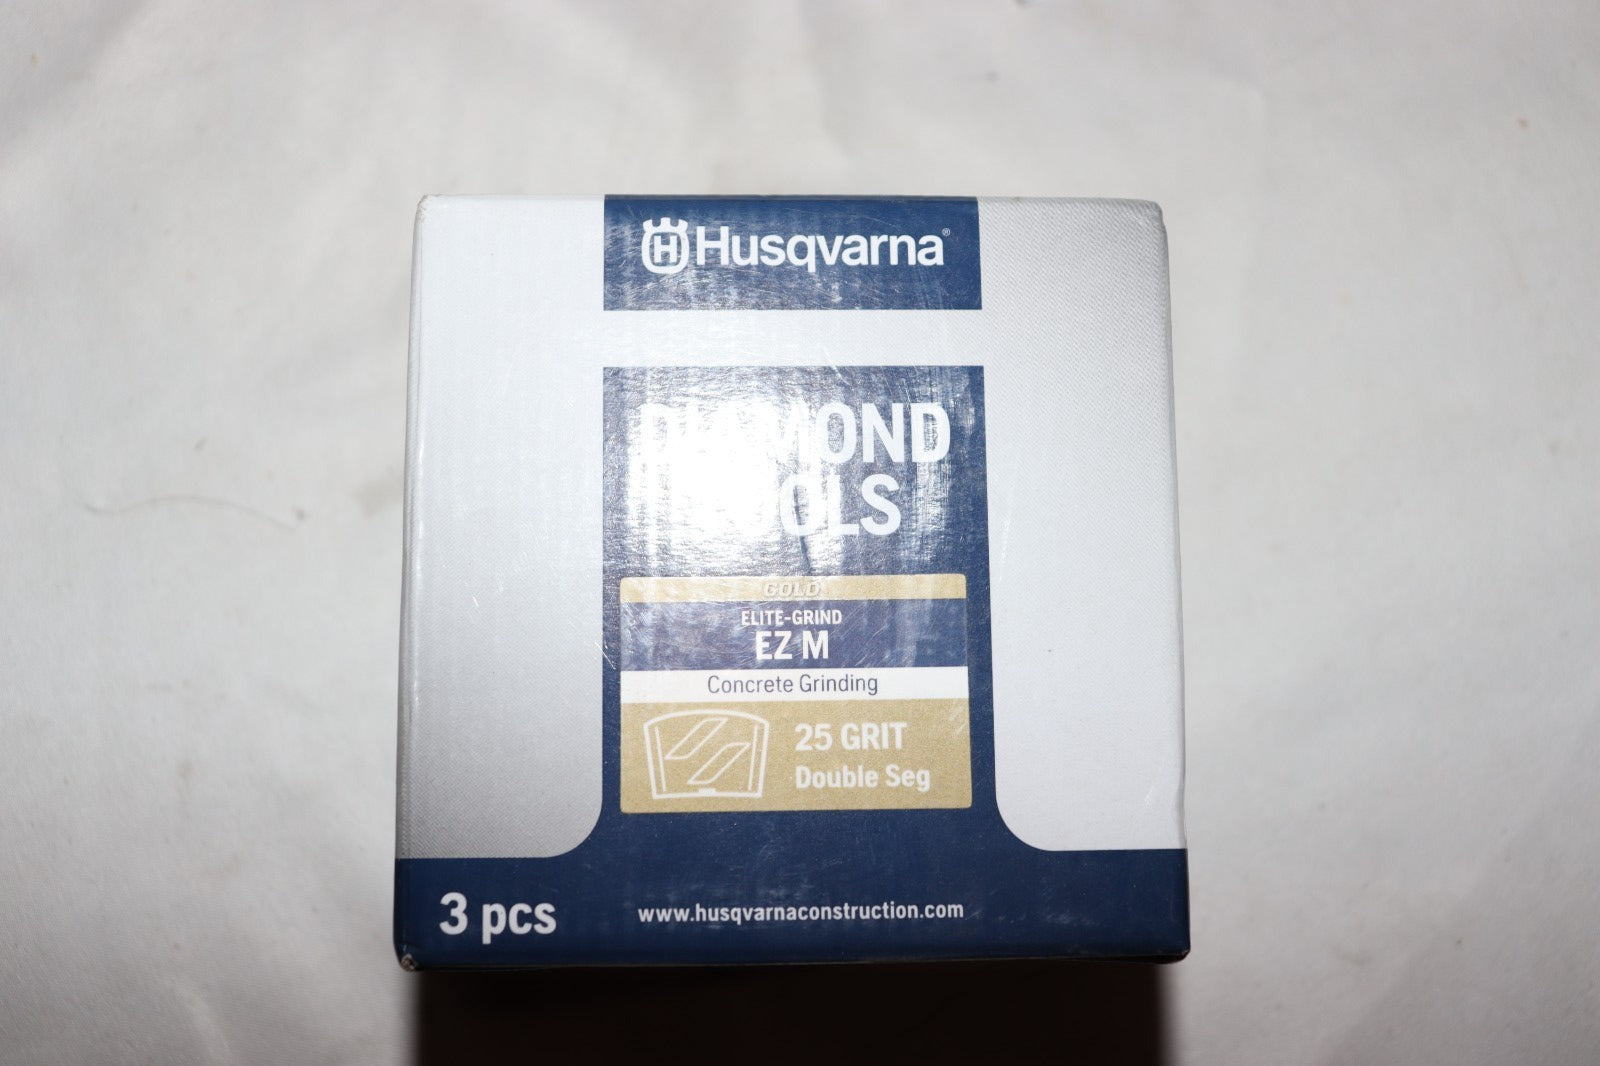 Husqvarna®
DIAMOND
TOOLS
GOLD
ELITE-GRIND
EZ M
Concrete Grinding
25 GRIT
Double Seg
3 pcs
www.husqvarnaconstruction.com